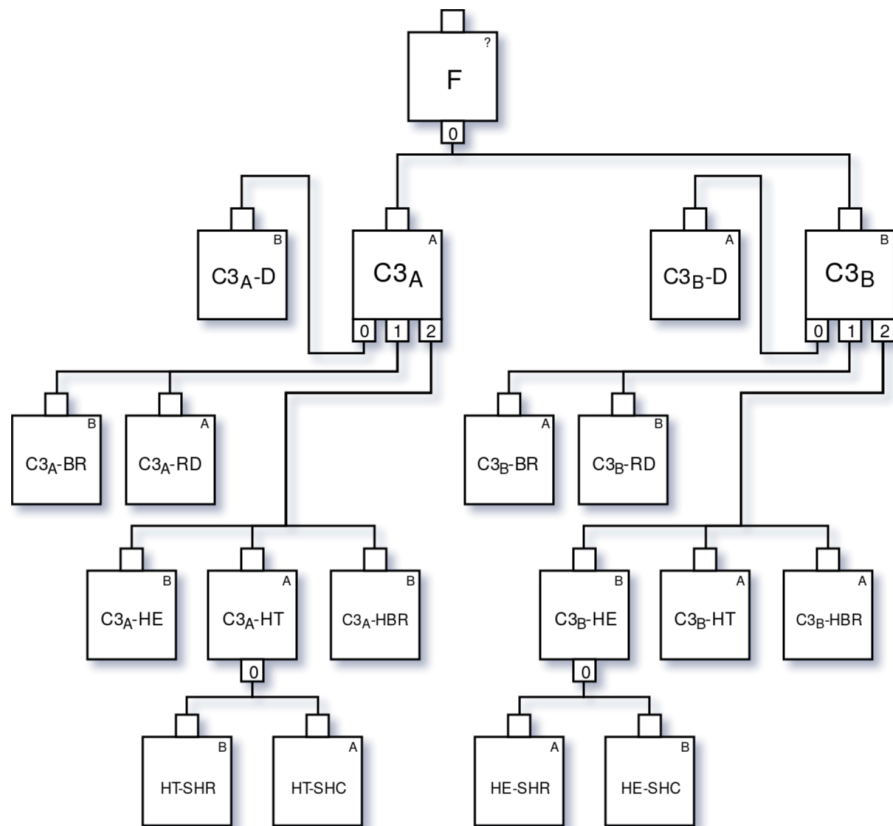 ?
F
0
B
C3A-D
A
C3A
0 1 2
A
C3B-D
B
C3B
0 1 2
B
C3A-BR
A
C3A-RD
A
C3B-BR
B
C3B-RD
B
C3A-HE
A
C3A-HT
0
B
C3A-HBR
B
C3B-HE
0
A
C3B-HT
A
C3B-HBR
B
HT-SHR
A
HT-SHC
A
HE-SHR
B
HE-SHC